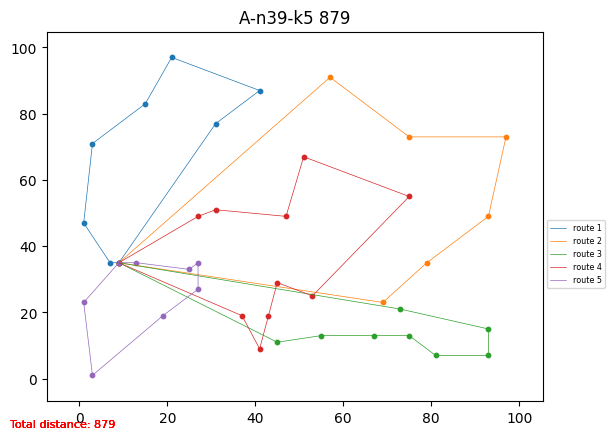 A-n39-k5 879
100
80
60
40
20
0
0 20 40 60 80 100
route 1
route 2
route 3
route 4
route 5
Total distance: 879